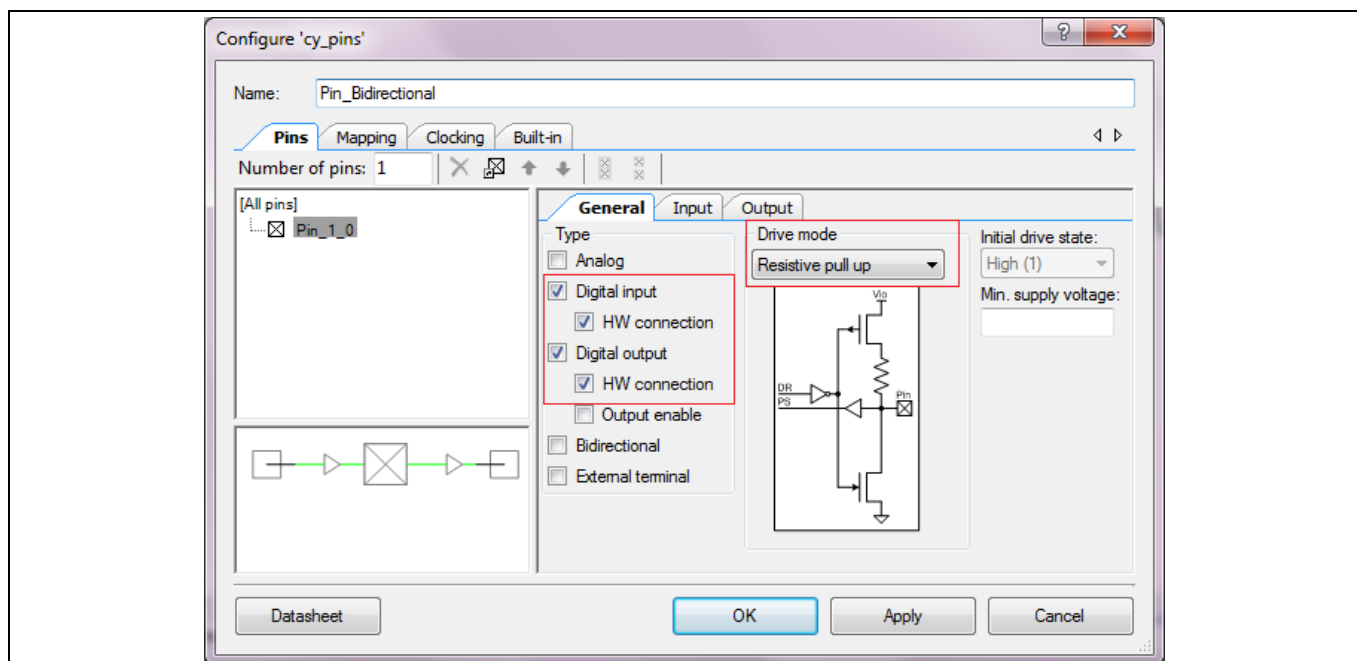 Configure 'cy_pins'
Name: Pin_Bidirectional
Pins Mapping Clocking Built-in
Number of pins: 1
[All pins]
Pin_1_0
General Input Output
Type
Analog
Digital input
HW connection
Digital output
HW connection
Output enable
Bidirectional
External terminal
Drive mode
Resistive pull up
Vio
DR
PS
Pin
Initial drive state:
High (1)
Min. supply voltage:
Datasheet OK Apply Cancel